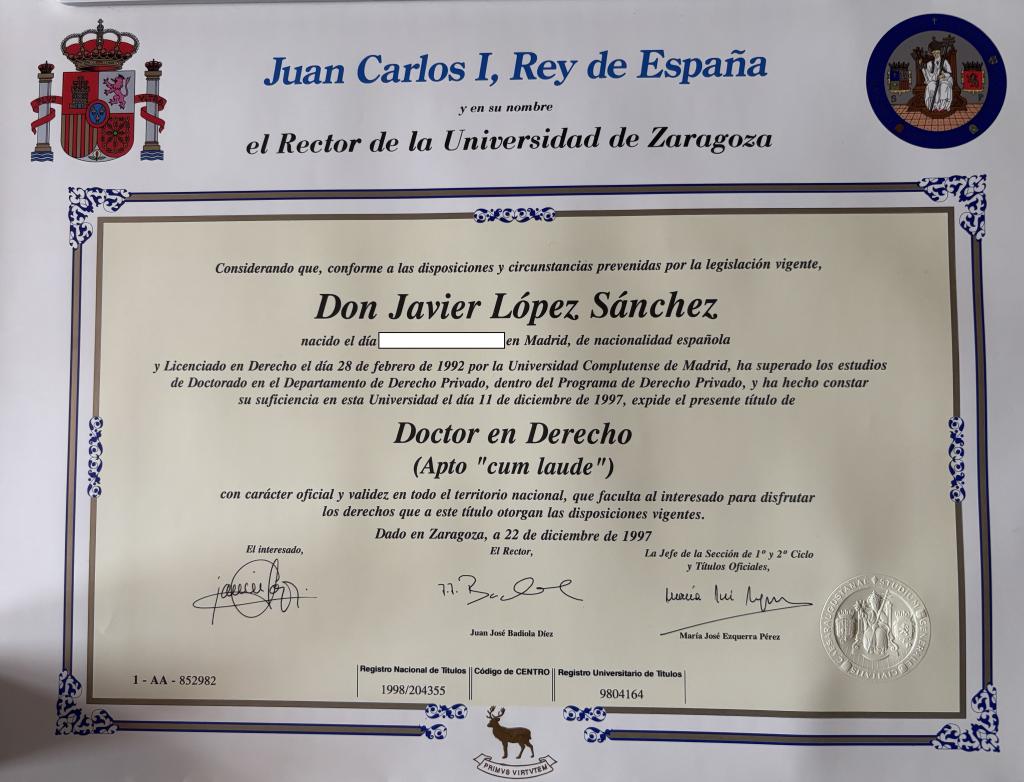 Juan Carlos I, Rey de España
y en su nombre
el Rector de la Universidad de Zaragoza
Considerando que, conforme a las disposiciones y circunstancias prevenidas por la legislación vigente,
Don Javier López Sánchez
nacido el día en Madrid, de nacionalidad española
y Licenciado en Derecho el día 28 de febrero de 1992 por la Universidad Complutense de Madrid, ha superado los estudios
de Doctorado en el Departamento de Derecho Privado, dentro del Programa de Derecho Privado, y ha hecho constar
su suficiencia en esta Universidad el día 11 de diciembre de 1997, expide el presente título de
Doctor en Derecho
(Apto "cum laude")
con carácter oficial y validez en todo el territorio nacional, que faculta al interesado para disfrutar
los derechos que a este título otorgan las disposiciones vigentes.
Dado en Zaragoza, a 22 de diciembre de 1997
El interesado,
El Rector,
La Jefe de la Sección de 1º y 2º Ciclo
y Títulos Oficiales,
Juan José Badiola Díez
María José Ezquerra Pérez
1 - AA - 852982
Registro Nacional de Títulos
1998/204355
Código de CENTRO
Registro Universitario de Títulos
9804164
PRIMVS VIRTVTEM